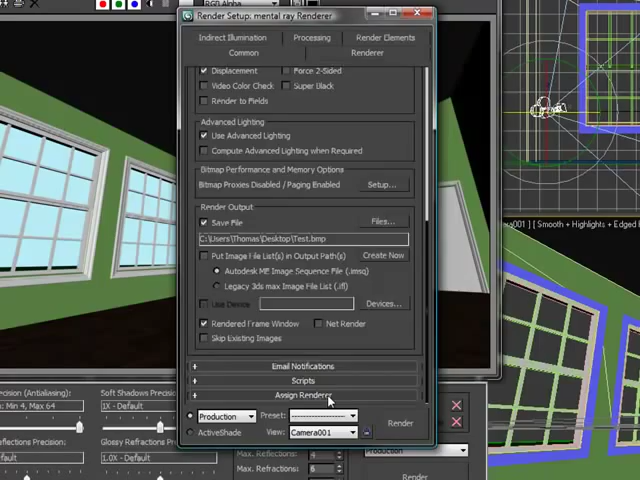 RGB/Alpha
Render Setup: mental ray Renderer
Indirect Illumination Processing Render Elements
Common Renderer
Displacement Force 2-Sided
Video Color Check Super Black
Render to Fields
Advanced Lighting
Use Advanced Lighting
Compute Advanced Lighting when Required
Bitmap Performance and Memory Options
Bitmap Proxies Disabled / Paging Enabled Setup...
Render Output
Save File Files...
C:\Users\Thomas\Desktop\Test.bmp
Put Image File List(s) in Output Path(s) Create Now
Autodesk ME Image Sequence File (.imsq)
Legacy 3ds max Image File List (.ifl)
Use Device Devices...
Rendered Frame Window Net Render
Skip Existing Images
+ Email Notifications
+ Scripts
+ Assign Renderer
Production Preset: --------------------
ActiveShade View: Camera001 Render
[ Smooth + Highlights + Edged
Precision (Antialiasing): Soft Shadows Precision
Min 4, Max 64 1X - Default
Glossy Refractions
- Default 1.0X - Default
Max. Reflections: 4
Max. Refractions: 6
Production
Render